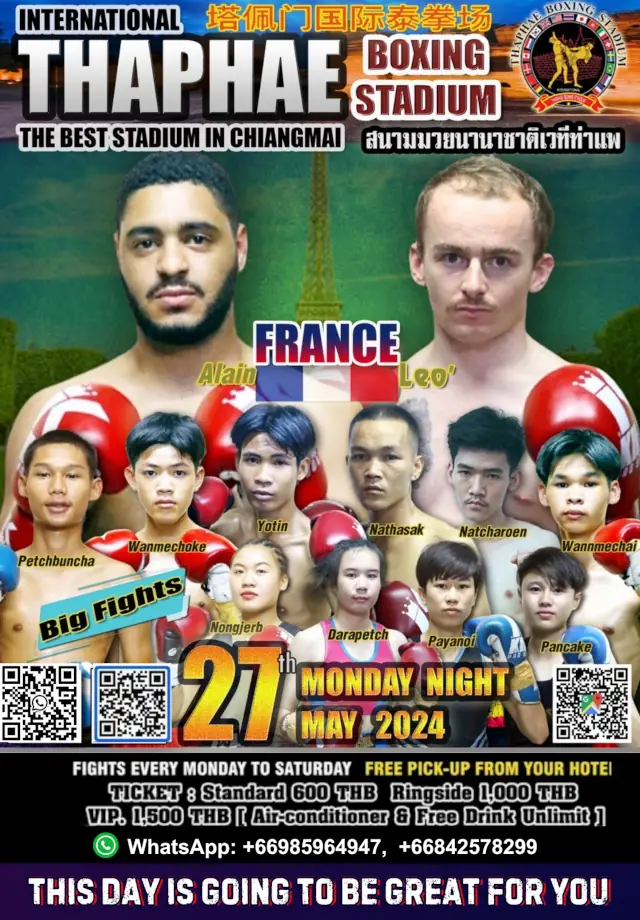 INTERNATIONAL
塔佩门国际泰拳场
THAPHAE
BOXING
STADIUM
THAPHAE BOXING STADIUM
THE BEST STADIUM IN CHIANGMAI
สนามมวยนานาชาติเวทีท่าแพ
FRANCE
Alain
Leo'
Petchbuncha
Wanmechoke
Yotin
Nathasak
Natcharoen
Wannmechai
Big Fights
Nongjerb
Darapetch
Payanoi
Pancake
27th
MONDAY NIGHT
MAY 2024
FIGHTS EVERY MONDAY TO SATURDAY FREE PICK-UP FROM YOUR HOTE
TICKET : Standard 600 THB Ringside 1,000 THB
VIP. 1,500 THB [ Air-conditioner & Free Drink Unlimit ]
WhatsApp: +66985964947, +66842578299
THIS DAY IS GOING TO BE GREAT FOR YOU